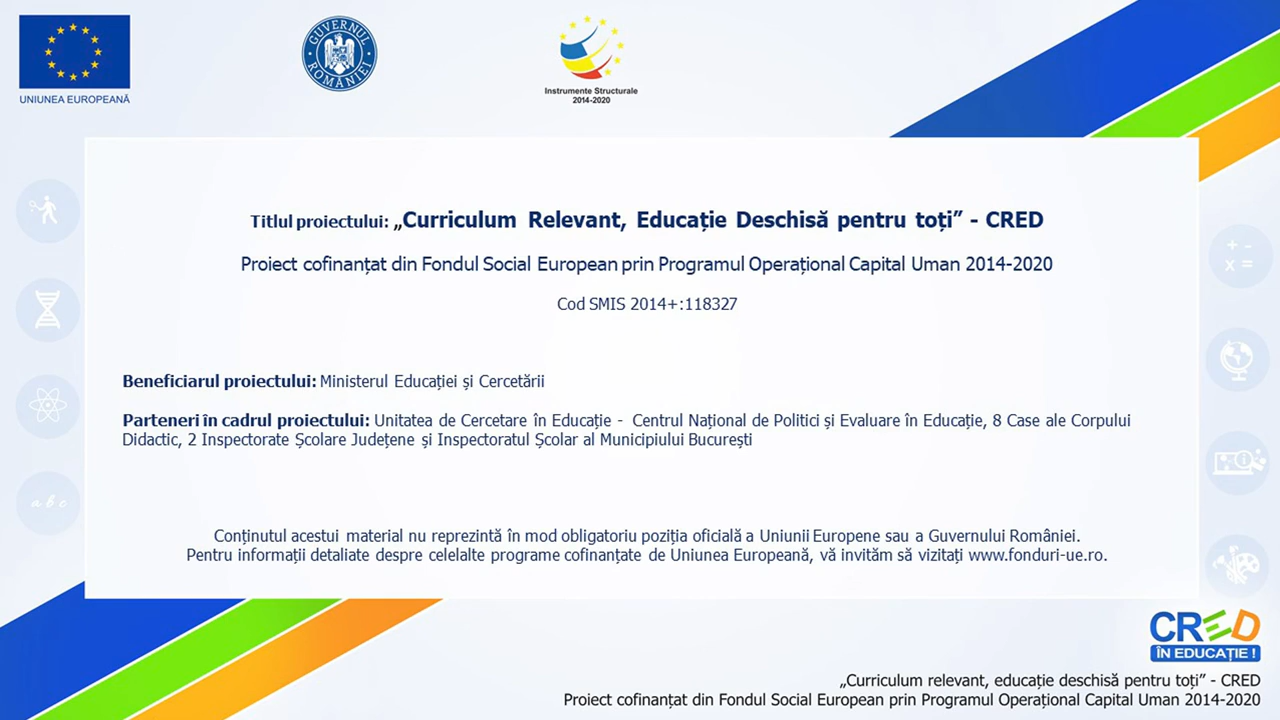 UNIUNEA EUROPEANĂ
GUVERNUL ROMÂNIEI
Instrumente Structurale
2014-2020
Titlul proiectului: „Curriculum Relevant, Educație Deschisă pentru toți” - CRED
Proiect cofinanțat din Fondul Social European prin Programul Operațional Capital Uman 2014-2020
Cod SMIS 2014+:118327
Beneficiarul proiectului: Ministerul Educației și Cercetării
Parteneri în cadrul proiectului: Unitatea de Cercetare în Educație - Centrul Național de Politici și Evaluare în Educație, 8 Case ale Corpului
Didactic, 2 Inspectorate Școlare Județene și Inspectoratul Școlar al Municipiului București
a b c
+ -
x =
Conținutul acestui material nu reprezintă în mod obligatoriu poziția oficială a Uniunii Europene sau a Guvernului României.
Pentru informații detaliate despre celelalte programe cofinanțate de Uniunea Europeană, vă invităm să vizitați www.fonduri-ue.ro.
CRED
ÎN EDUCAȚIE !
„Curriculum relevant, educație deschisă pentru toți” - CRED
Proiect cofinanțat din Fondul Social European prin Programul Operațional Capital Uman 2014-2020